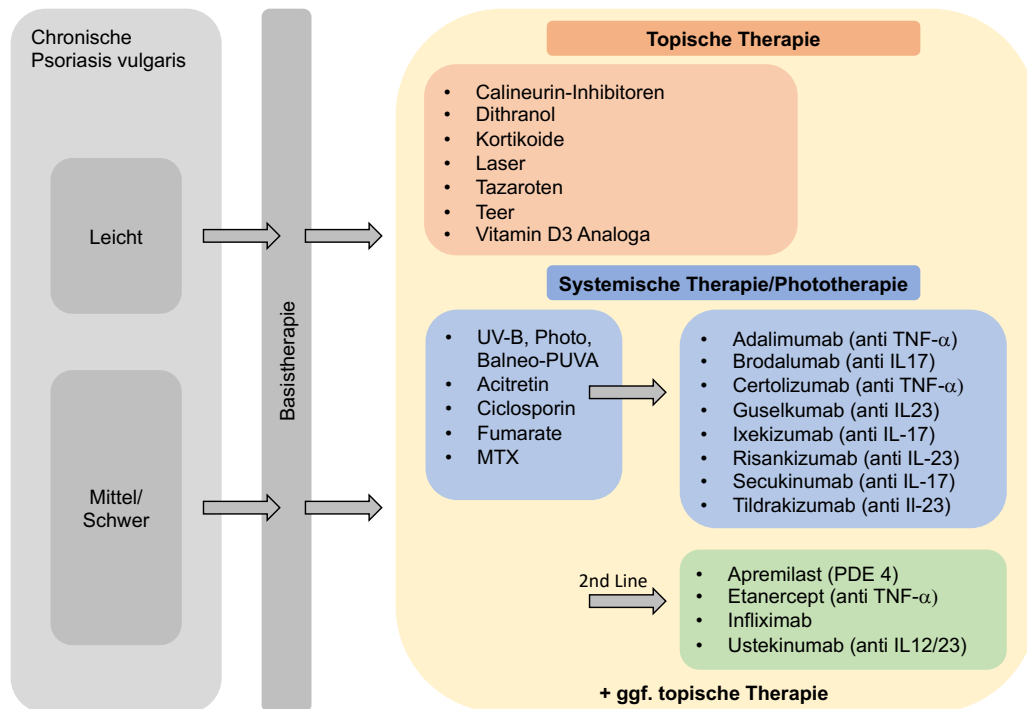 Chronische
Psoriasis vulgaris
Leicht
Mittel/
Schwer
Basistherapie
Topische Therapie
• Calineurin-Inhibitoren
• Dithranol
• Kortikoide
• Laser
• Tazaroten
• Teer
• Vitamin D3 Analoga
Systemische Therapie/Phototherapie
• UV-B, Photo,
Balneo-PUVA
• Acitretin
• Ciclosporin
• Fumarate
• MTX
• Adalimumab (anti TNF-α)
• Brodalumab (anti IL17)
• Certolizumab (anti TNF-α)
• Guselkumab (anti IL23)
• Ixekizumab (anti IL-17)
• Risankizumab (anti IL-23)
• Secukinumab (anti IL-17)
• Tildrakizumab (anti Il-23)
2nd Line
• Apremilast (PDE 4)
• Etanercept (anti TNF-α)
• Infliximab
• Ustekinumab (anti IL12/23)
+ ggf. topische Therapie